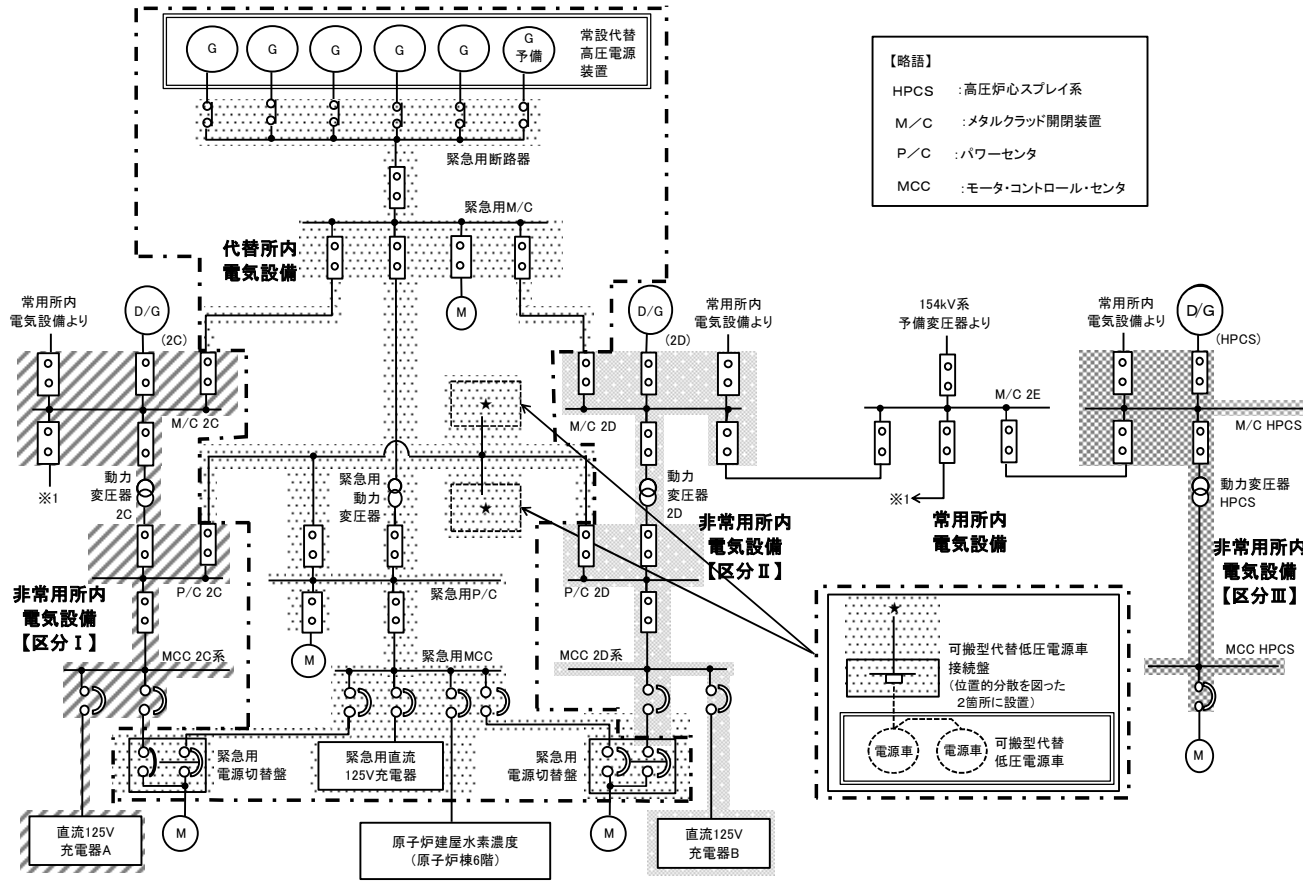 G
G
G
G
G
G
予備
常設代替
高圧電源
装置
緊急用断路器
【略語】
HPCS :高圧炉心スプレイ系
M/C :メタルクラッド開閉装置
P/C :パワーセンタ
MCC :モータ・コントロール・センタ
緊急用M/C
代替所内
電気設備
M
常用所内
電気設備より
D/G
(2C)
D/G
(2D)
常用所内
電気設備より
154kV系
予備変圧器より
常用所内
電気設備より
D/G
(HPCS)
M/C 2C
★
M/C 2D
M/C 2E
M/C HPCS
※1
動力
変圧器
2C
緊急用
動力
変圧器
★
動力
変圧器
2D
※1
常用所内
電気設備
動力変圧器
HPCS
非常用所内
電気設備
【区分Ⅱ】
非常用所内
電気設備
【区分Ⅲ】
P/C 2C
緊急用P/C
P/C 2D
非常用所内
電気設備
【区分Ⅰ】
M
MCC 2C系
緊急用MCC
MCC 2D系
MCC HPCS
★
可搬型代替低圧電源車
接続盤
(位置的分散を図った
2箇所に設置)
電源車
電源車
可搬型代替
低圧電源車
緊急用
電源切替盤
緊急用直流
125V充電器
緊急用
電源切替盤
M
M
M
直流125V
充電器A
原子炉建屋水素濃度
(原子炉棟6階)
直流125V
充電器B